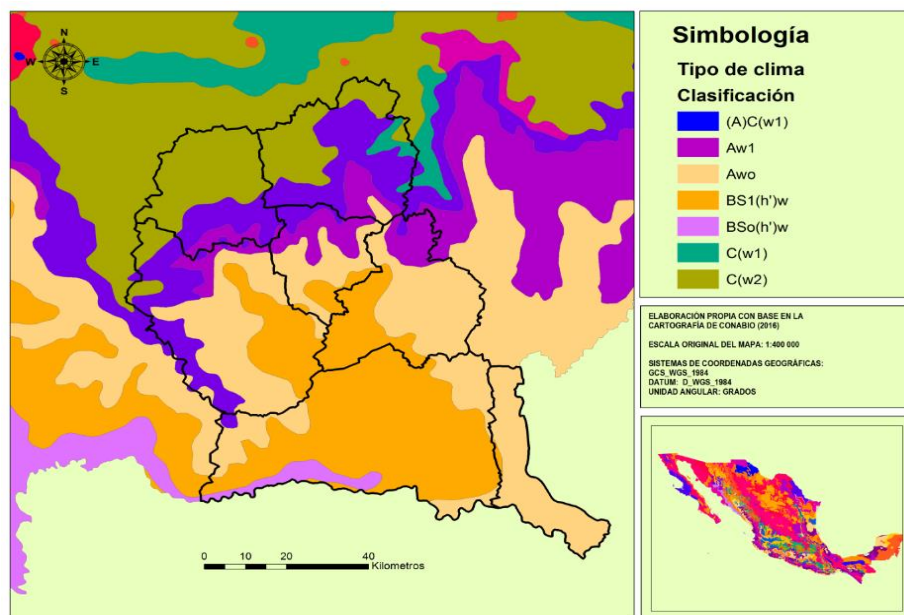 N
W E
S
0 10 20 40
Kilometros
Simbología
Tipo de clima
Clasificación
(A)C(w1)
Aw1
Awo
BS1(h')w
BSo(h')w
C(w1)
C(w2)
ELABORACIÓN PROPIA CON BASE EN LA
CARTOGRAFÍA DE CONABIO (2016)
ESCALA ORIGINAL DEL MAPA: 1:400 000
SISTEMAS DE COORDENADAS GEOGRÁFICAS:
GCS_WGS_1984
DATUM: D_WGS_1984
UNIDAD ANGULAR: GRADOS